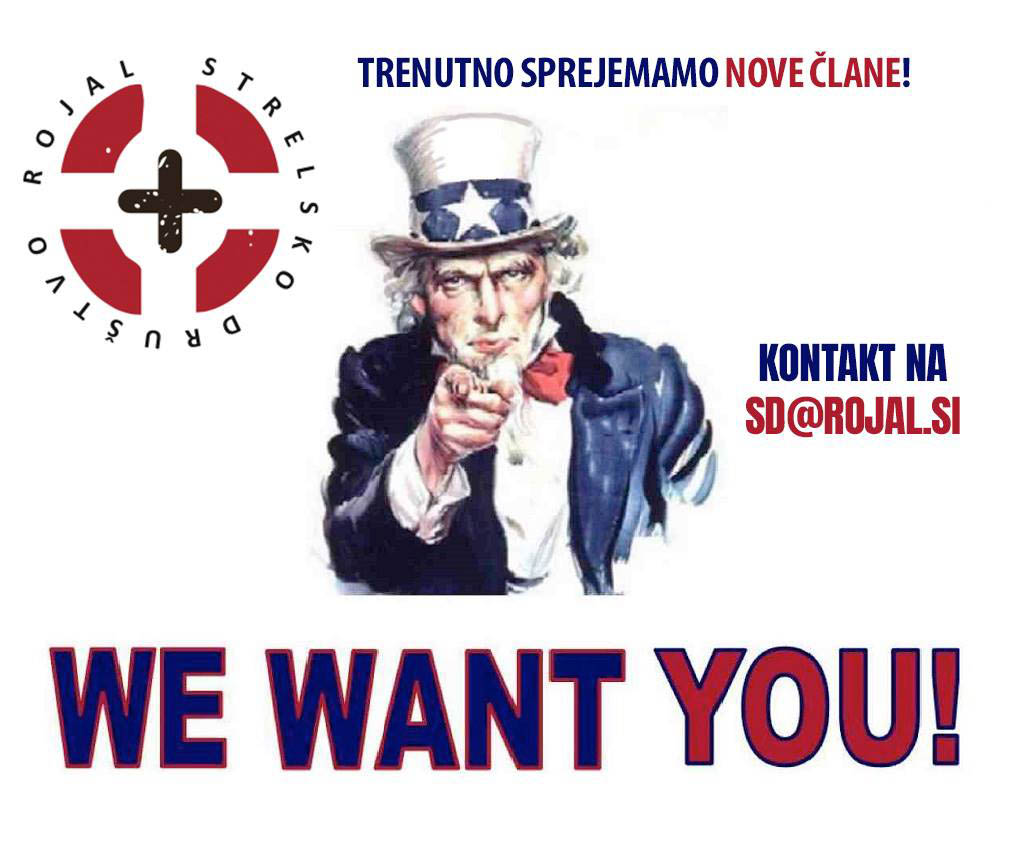 ROJAL STRELSKO DRUŠTVO
TRENUTNO SPREJEMAMO NOVE ČLANE!
KONTAKT NA
SD@ROJAL.SI
WE WANT YOU!